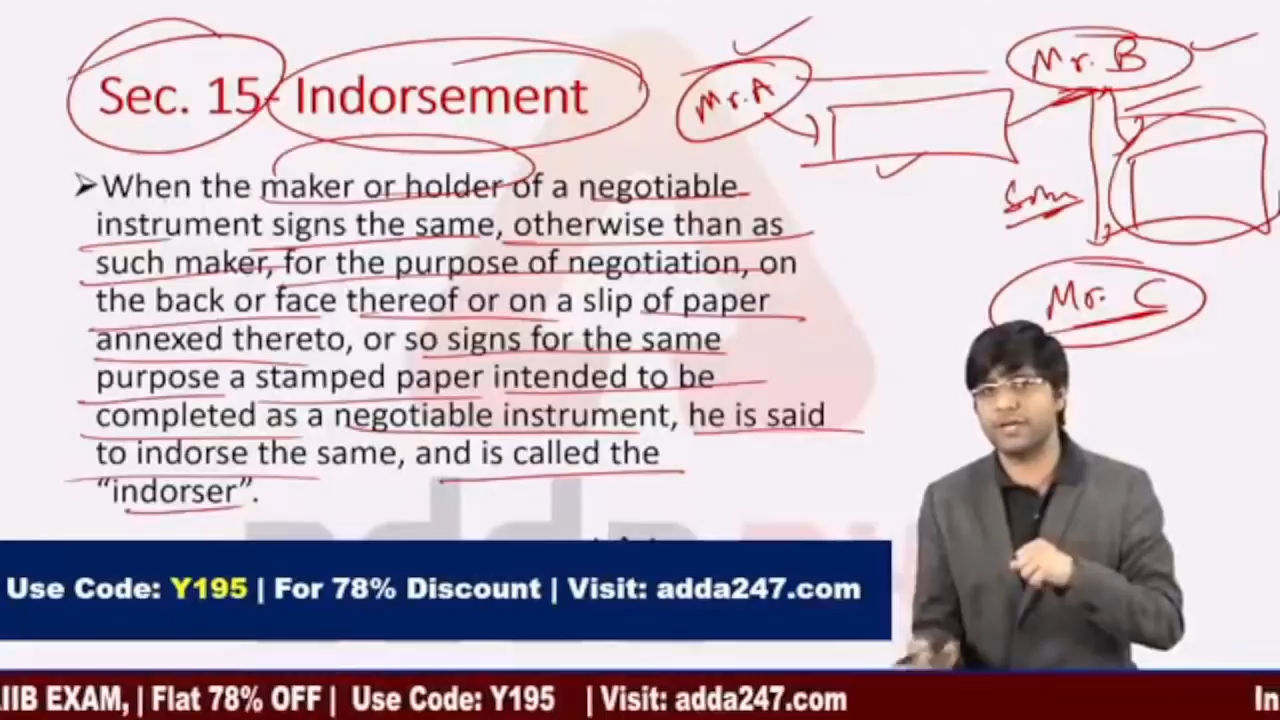 Sec. 15- Indorsement
Mr. A
Mr. B
➢When the maker or holder of a negotiable
instrument signs the same, otherwise than as
such maker, for the purpose of negotiation, on
the back or face thereof or on a slip of paper
annexed thereto, or so signs for the same
purpose a stamped paper intended to be
completed as a negotiable instrument, he is said
to indorse the same, and is called the
“indorser”.
Mr. C
Use Code: Y195 | For 78% Discount | Visit: adda247.com
IIB EXAM, | Flat 78% OFF | Use Code: Y195 | Visit: adda247.com
In